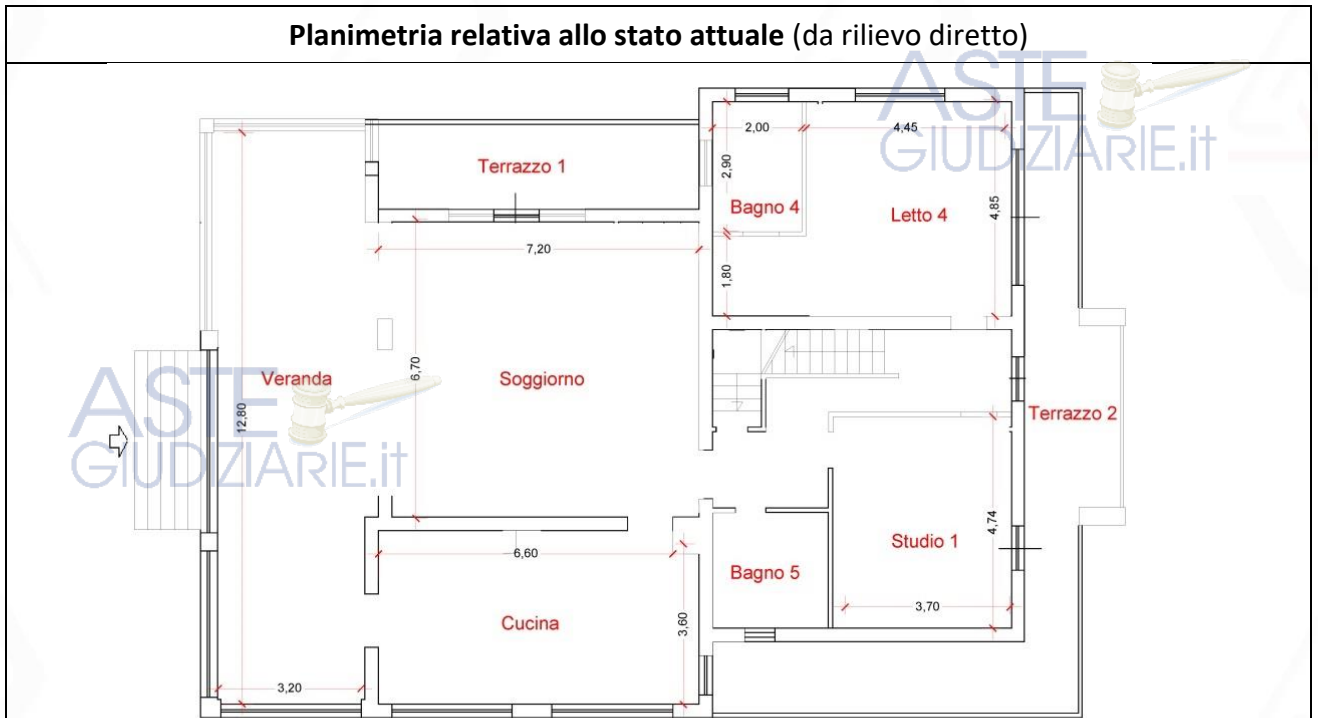 Planimetria relativa allo stato attuale (da rilievo diretto)
ASTE
GIUDIZIARIE.it
2,00
4,45
Terrazzo 1
2,90
Bagno 4
Letto 4
4,85
7,20
1,80
ASTE
GIUDIZIARIE.it
Veranda
12,80
6,70
Soggiorno
Terrazzo 2
6,60
Cucina
3,60
Bagno 5
Studio 1
4,74
3,70
3,20